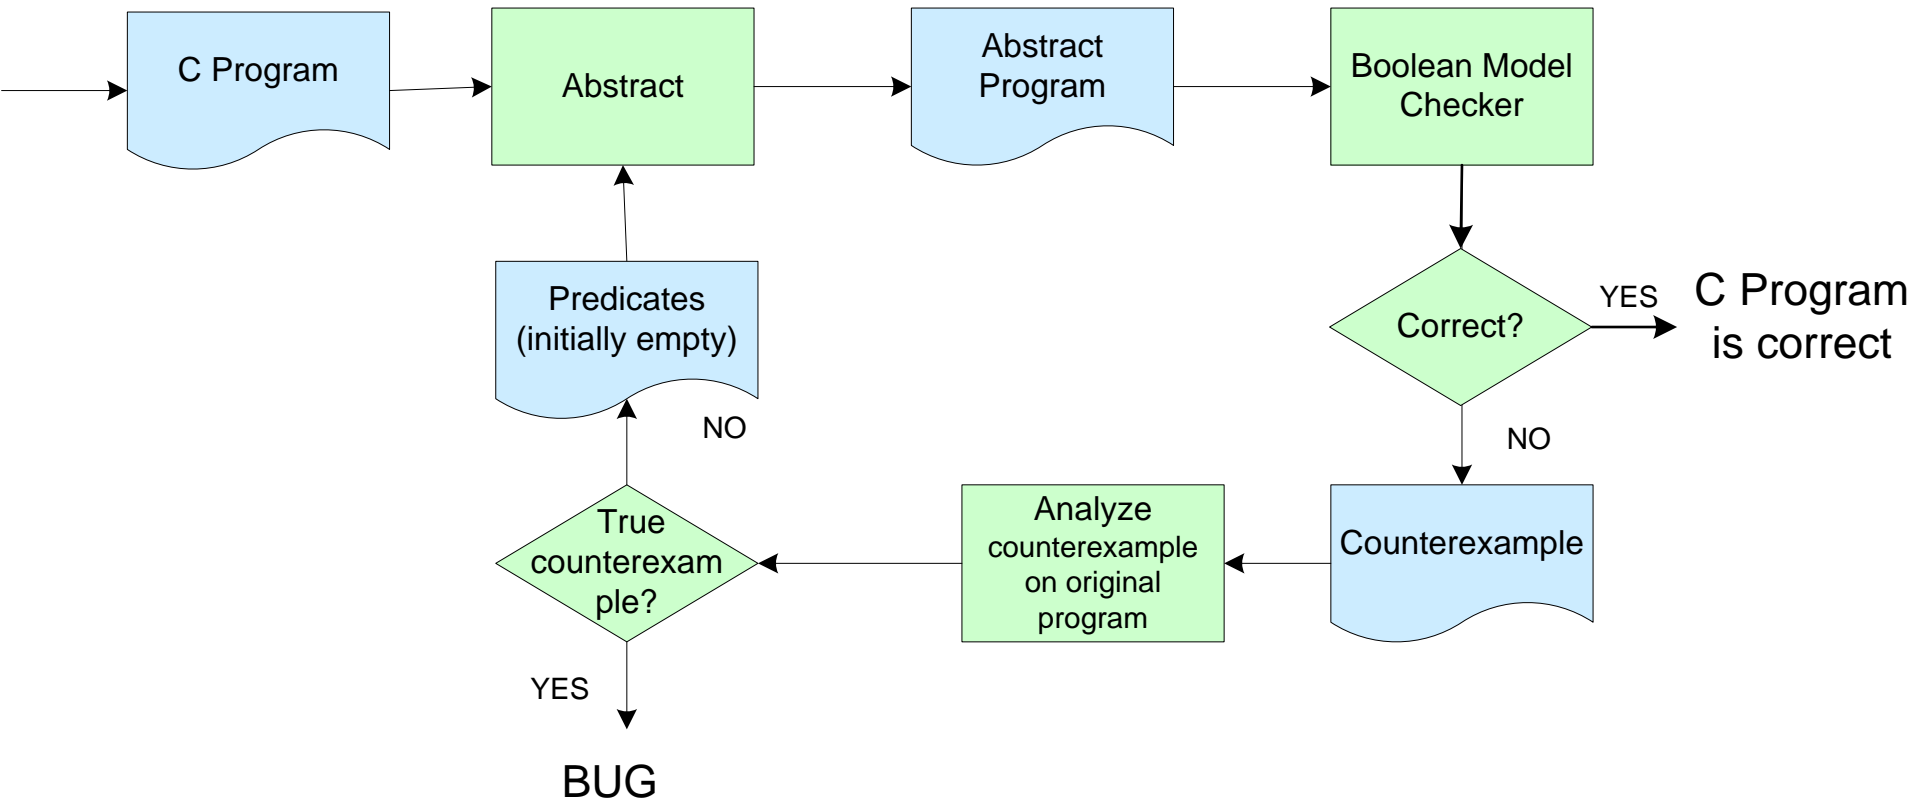 C Program
Abstract
Abstract
Program
Boolean Model
Checker
Predicates
(initially empty)
Correct?
YES
C Program
is correct
NO
NO
True
counterexam
ple?
Analyze
counterexample
on original
program
Counterexample
YES
BUG